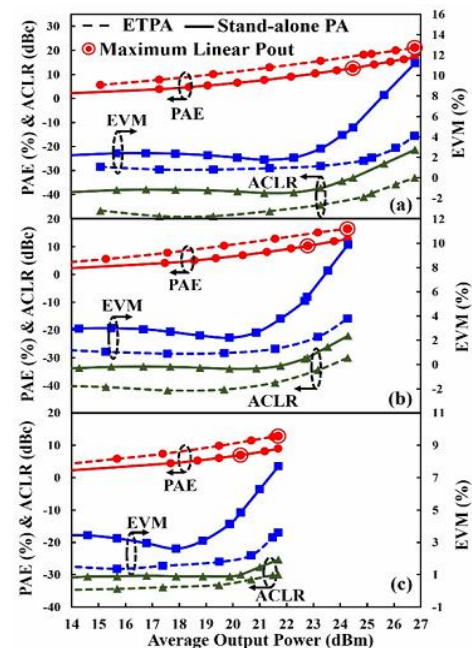 ETPA
Stand-alone PA
Maximum Linear Pout
PAE (%) & ACLR (dBc)
30
20
10
0
-10
-20
-30
-40
EVM
PAE
ACLR
(a)
16
14
12
10
8
6
4
2
0
-2
-4
EVM (%)
PAE (%) & ACLR (dBc)
20
10
0
-10
-20
-30
-40
-50
EVM
PAE
ACLR
(b)
12
10
8
6
4
2
0
-2
EVM (%)
PAE (%) & ACLR (dBc)
20
10
0
-10
-20
-30
-40
PAE
EVM
ACLR
(c)
11
9
7
5
3
1
-1
EVM (%)
14 15 16 17 18 19 20 21 22 23 24 25 26 27
Average Output Power (dBm)